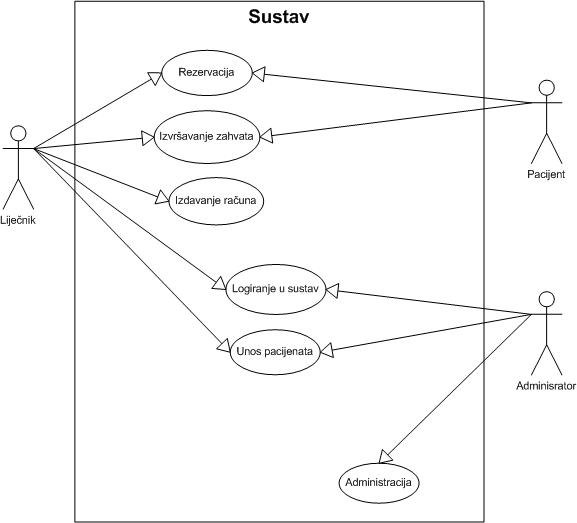 Sustav
Rezervacija
Izvršavanje zahvata
Pacijent
Izdavanje računa
Liječnik
Logiranje u sustav
Unos pacijenata
Adminisrator
Administracija